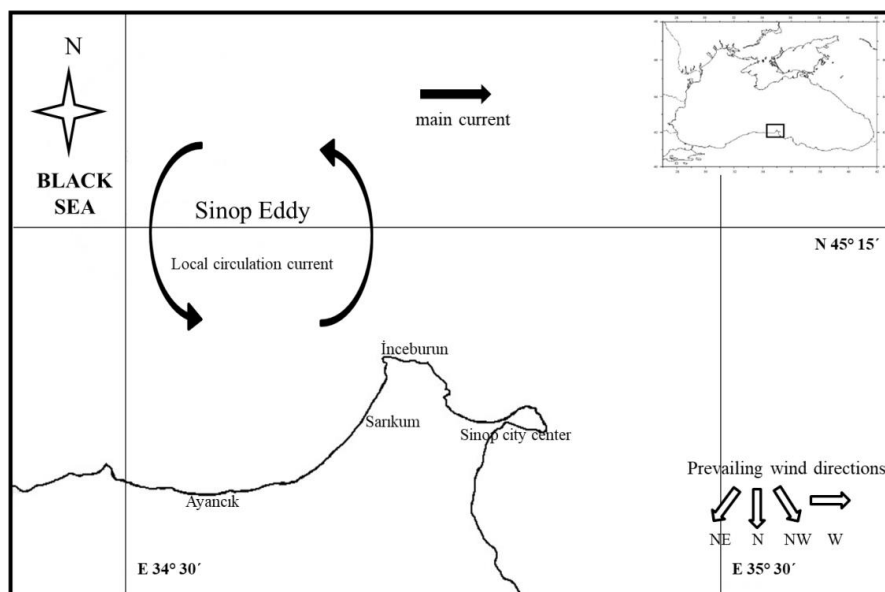 N
BLACK
SEA
main current
Sinop Eddy
Local circulation current
N 45° 15´
İnceburun
Sarıkum
Sinop city center
Ayancık
Prevailing wind directions
NE N NW W
E 34° 30´
E 35° 30´